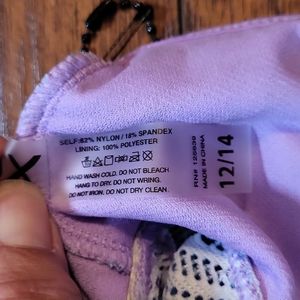 SELF: 82% NYLON / 18% SPANDEX
LINING: 100% POLYESTER
HAND WASH COLD. DO NOT BLEACH
HANG TO DRY. DO NOT WRING.
DO NOT IRON. DO NOT DRY CLEAN.
RN# 126639
MADE IN CHINA
12/14
X